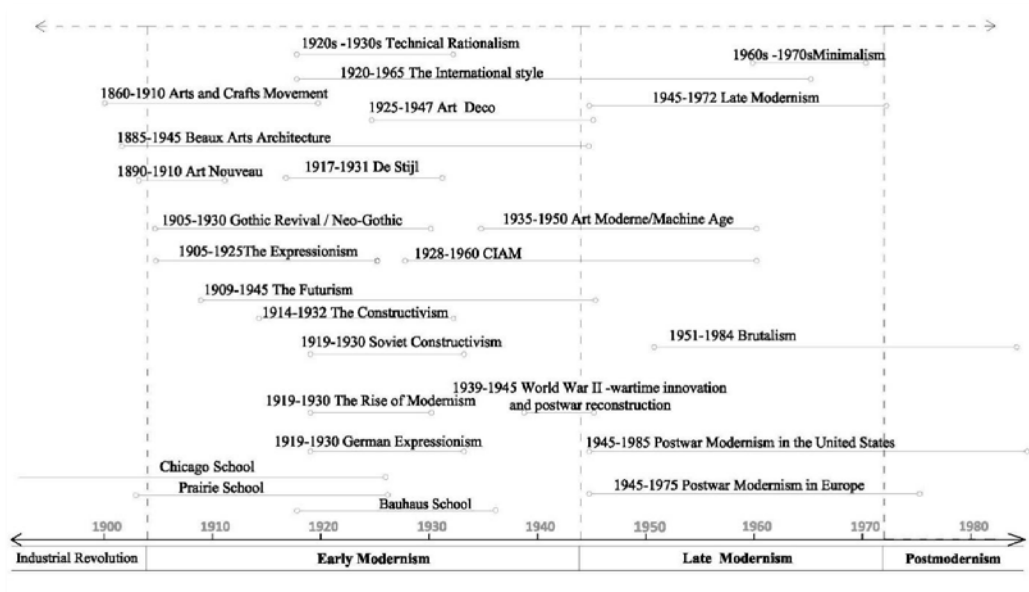 1920s -1930s Technical Rationalism
1960s -1970sMinimalism
1920-1965 The International style
1860-1910 Arts and Crafts Movement
1945-1972 Late Modernism
1925-1947 Art Deco
1885-1945 Beaux Arts Architecture
1890-1910 Art Nouveau
1917-1931 De Stijl
1905-1930 Gothic Revival / Neo-Gothic
1935-1950 Art Moderne/Machine Age
1905-1925The Expressionism
1928-1960 CIAM
1909-1945 The Futurism
1914-1932 The Constructivism
1919-1930 Soviet Constructivism
1951-1984 Brutalism
1939-1945 World War II -wartime innovation
and postwar reconstruction
1919-1930 The Rise of Modernism
1919-1930 German Expressionism
1945-1985 Postwar Modernism in the United States
Chicago School
Prairie School
1945-1975 Postwar Modernism in Europe
Bauhaus School
1900 1910 1920 1930 1940 1950 1960 1970 1980
Industrial Revolution Early Modernism Late Modernism Postmodernism